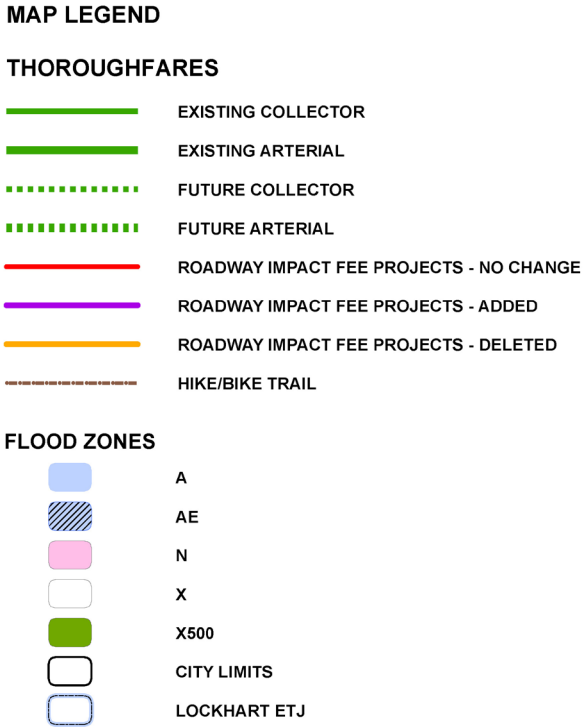 MAP LEGEND
THOROUGHFARES
EXISTING COLLECTOR
EXISTING ARTERIAL
FUTURE COLLECTOR
FUTURE ARTERIAL
ROADWAY IMPACT FEE PROJECTS - NO CHANGE
ROADWAY IMPACT FEE PROJECTS - ADDED
ROADWAY IMPACT FEE PROJECTS - DELETED
HIKE/BIKE TRAIL
FLOOD ZONES
A
AE
N
X
X500
CITY LIMITS
LOCKHART ETJ